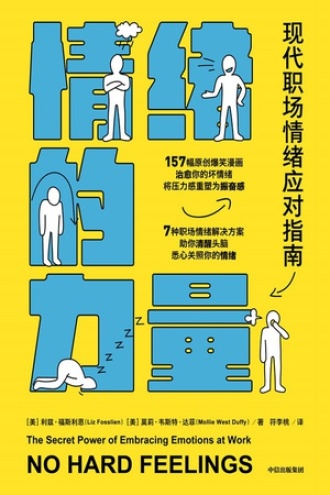 情绪
的
力量
现代职场情绪应对指南
157幅原创爆笑漫画
治愈你的坏情绪
将压力感重塑为振奋感
7种职场情绪解决方案
助你清醒头脑
悉心关照你的情绪
z z z z z
[美] 利兹·福斯利恩(Liz Fosslien) [美] 莫莉·韦斯特·达菲(Mollie West Duffy) / 著 符李桃 / 译
The Secret Power of Embracing Emotions at Work
NO HARD FEELINGS
中信出版集团